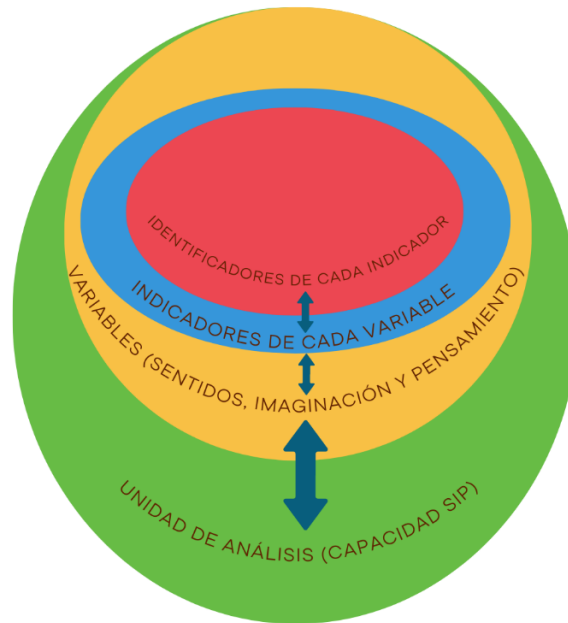 IDENTIFICADORES DE CADA INDICADOR
INDICADORES DE CADA VARIABLE
VARIABLES (SENTIDOS, IMAGINACIÓN Y PENSAMIENTO)
UNIDAD DE ANÁLISIS (CAPACIDAD SIP)